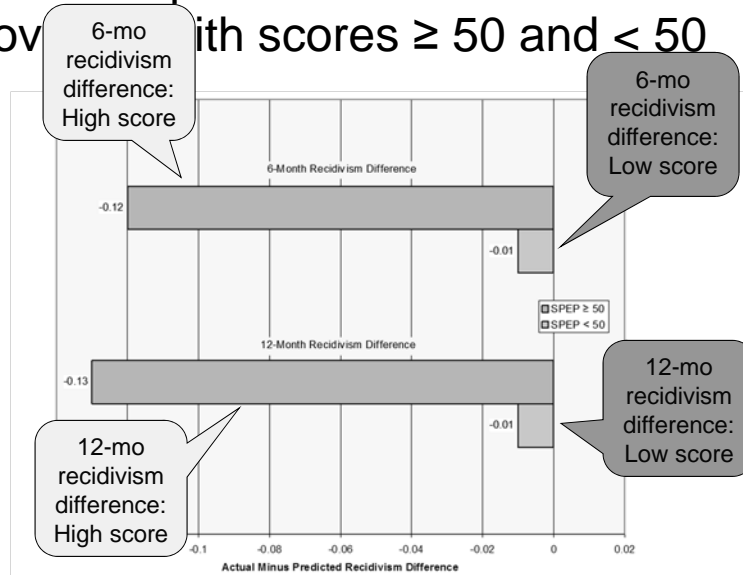 with scores ≥ 50 and < 50
6-mo
recidivism
difference:
High score
6-mo
recidivism
difference:
Low score
6-Month Recidivism Difference
-0.12
-0.01
SPEP ≥ 50
SPEP < 50
12-Month Recidivism Difference
-0.13
-0.01
12-mo
recidivism
difference:
High score
12-mo
recidivism
difference:
Low score
-0.1 -0.08 -0.06 -0.04 -0.02 0 0.02
Actual Minus Predicted Recidivism Difference